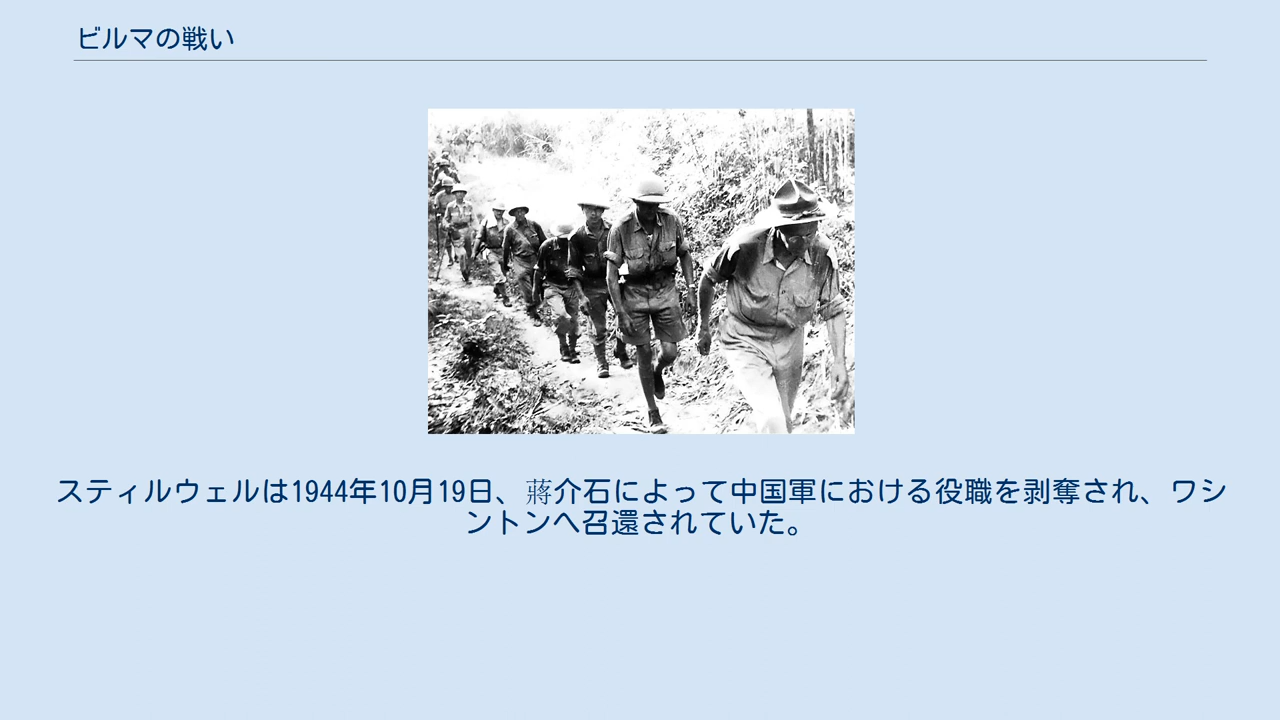 ビルマの戦い
スティルウェルは1944年10月19日、蔣介石によって中国軍における役職を剥奪され、ワシ
ントンへ召還されていた。